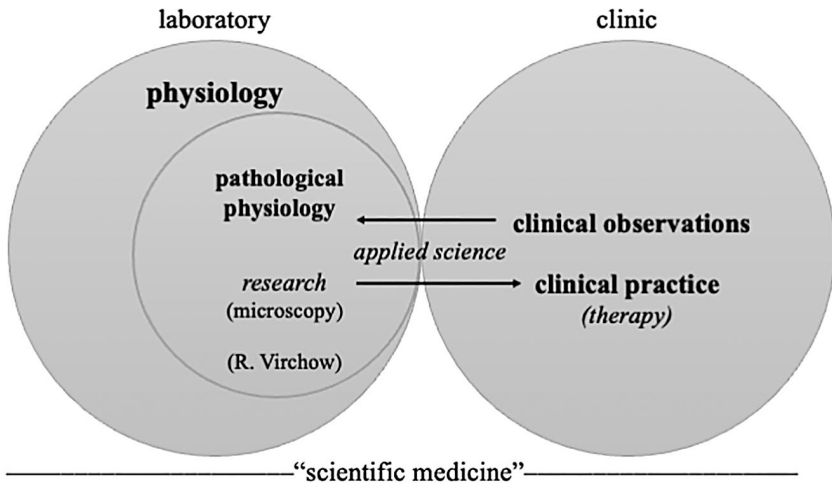 laboratory
clinic
physiology
pathological
physiology
clinical observations
applied science
research
(microscopy)
clinical practice
(therapy)
(R. Virchow)
“scientific medicine”